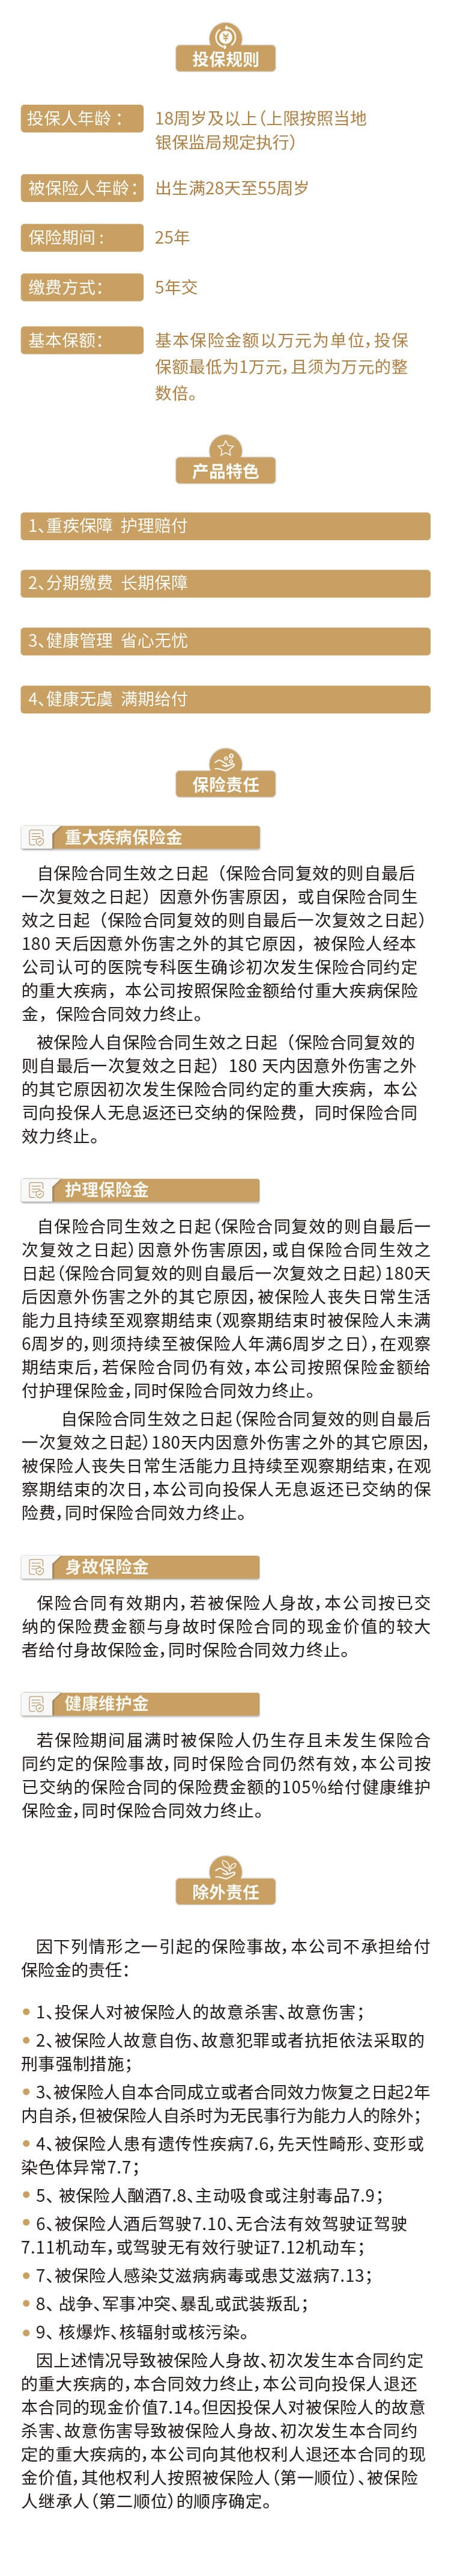 投保规则
投保人年龄：
18周岁及以上（上限按照当地
银保监局规定执行）
被保险人年龄：
出生满28天至55周岁
保险期间：
25年
缴费方式：
5年交
基本保额：
基本保险金额以万元为单位，投保
保额最低为1万元，且须为万元的整
数倍。
产品特色
1、重疾保障 护理赔付
2、分期缴费 长期保障
3、健康管理 省心无忧
4、健康无虞 满期给付
保险责任
重大疾病保险金
自保险合同生效之日起（保险合同复效的则自最后
一次复效之日起）因意外伤害原因，或自保险合同生
效之日起（保险合同复效的则自最后一次复效之日起）
180 天后因意外伤害之外的其它原因，被保险人经本
公司认可的医院专科医生确诊初次发生保险合同约定
的重大疾病，本公司按照保险金额给付重大疾病保险
金，保险合同效力终止。
被保险人自保险合同生效之日起（保险合同复效的
则自最后一次复效之日起）180 天内因意外伤害之外
的其它原因初次发生保险合同约定的重大疾病，本公
司向投保人无息返还已交纳的保险费，同时保险合同
效力终止。
护理保险金
自保险合同生效之日起（保险合同复效的则自最后一
次复效之日起）因意外伤害原因，或自保险合同生效之
日起（保险合同复效的则自最后一次复效之日起）180天
后因意外伤害之外的其它原因，被保险人丧失日常生活
能力且持续至观察期结束（观察期结束时被保险人未满
6周岁的，则须持续至被保险人年满6周岁之日），在观察
期结束后，若保险合同仍有效，本公司按照保险金额给
付护理保险金，同时保险合同效力终止。
自保险合同生效之日起（保险合同复效的则自最后
一次复效之日起）180天内因意外伤害之外的其它原因，
被保险人丧失日常生活能力且持续至观察期结束，在观
察期结束的次日，本公司向投保人无息返还已交纳的保
险费，同时保险合同效力终止。
身故保险金
保险合同有效期内，若被保险人身故，本公司按已交
纳的保险费金额与身故时保险合同的现金价值的较大
者给付身故保险金，同时保险合同效力终止。
健康维护金
若保险期间届满时被保险人仍生存且未发生保险合
同约定的保险事故，同时保险合同仍然有效，本公司按
已交纳的保险合同的保险费金额的105%给付健康维护
保险金，同时保险合同效力终止。
除外责任
因下列情形之一引起的保险事故，本公司不承担给付
保险金的责任：
1、投保人对被保险人的故意杀害、故意伤害；
2、被保险人故意自伤、故意犯罪或者抗拒依法采取的
刑事强制措施；
3、被保险人自本合同成立或者合同效力恢复之日起2年
内自杀，但被保险人自杀时为无民事行为能力人的除外；
4、被保险人患有遗传性疾病7.6，先天性畸形、变形或
染色体异常7.7；
5、 被保险人酗酒7.8、主动吸食或注射毒品7.9；
6、被保险人酒后驾驶7.10、无合法有效驾驶证驾驶
7.11机动车，或驾驶无有效行驶证7.12机动车；
7、被保险人感染艾滋病病毒或患艾滋病7.13；
8、 战争、军事冲突、暴乱或武装叛乱；
9、 核爆炸、核辐射或核污染。
因上述情况导致被保险人身故、初次发生本合同约定
的重大疾病的，本合同效力终止，本公司向投保人退还
本合同的现金价值7.14。但因投保人对被保险人的故意
杀害、故意伤害导致被保险人身故、初次发生本合同约
定的重大疾病的，本公司向其他权利人退还本合同的现
金价值，其他权利人按照被保险人（第一顺位）、被保险
人继承人（第二顺位）的顺序确定。